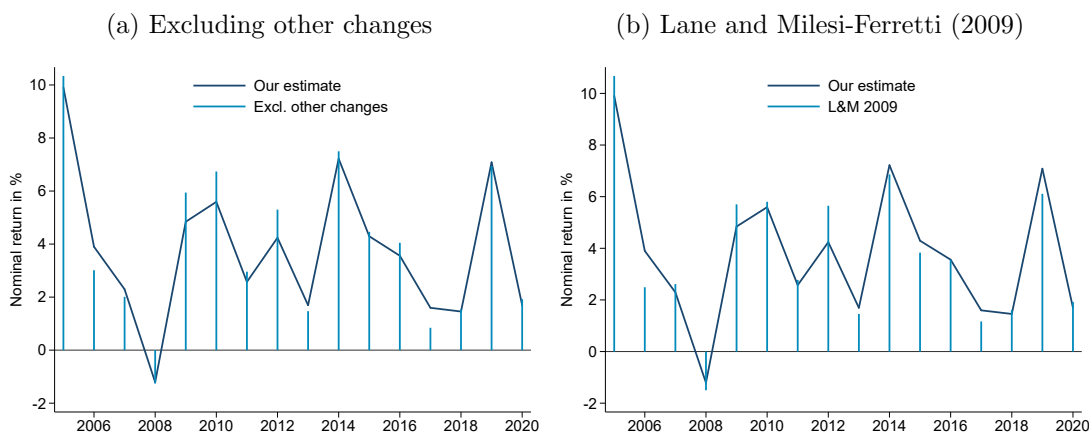 (a) Excluding other changes
Nominal return in %
10
8
6
4
2
0
-2
Our estimate
Excl. other changes
2006 2008 2010 2012 2014 2016 2018 2020
(b) Lane and Milesi-Ferretti (2009)
Nominal return in %
10
8
6
4
2
0
-2
Our estimate
L&M 2009
2006 2008 2010 2012 2014 2016 2018 2020